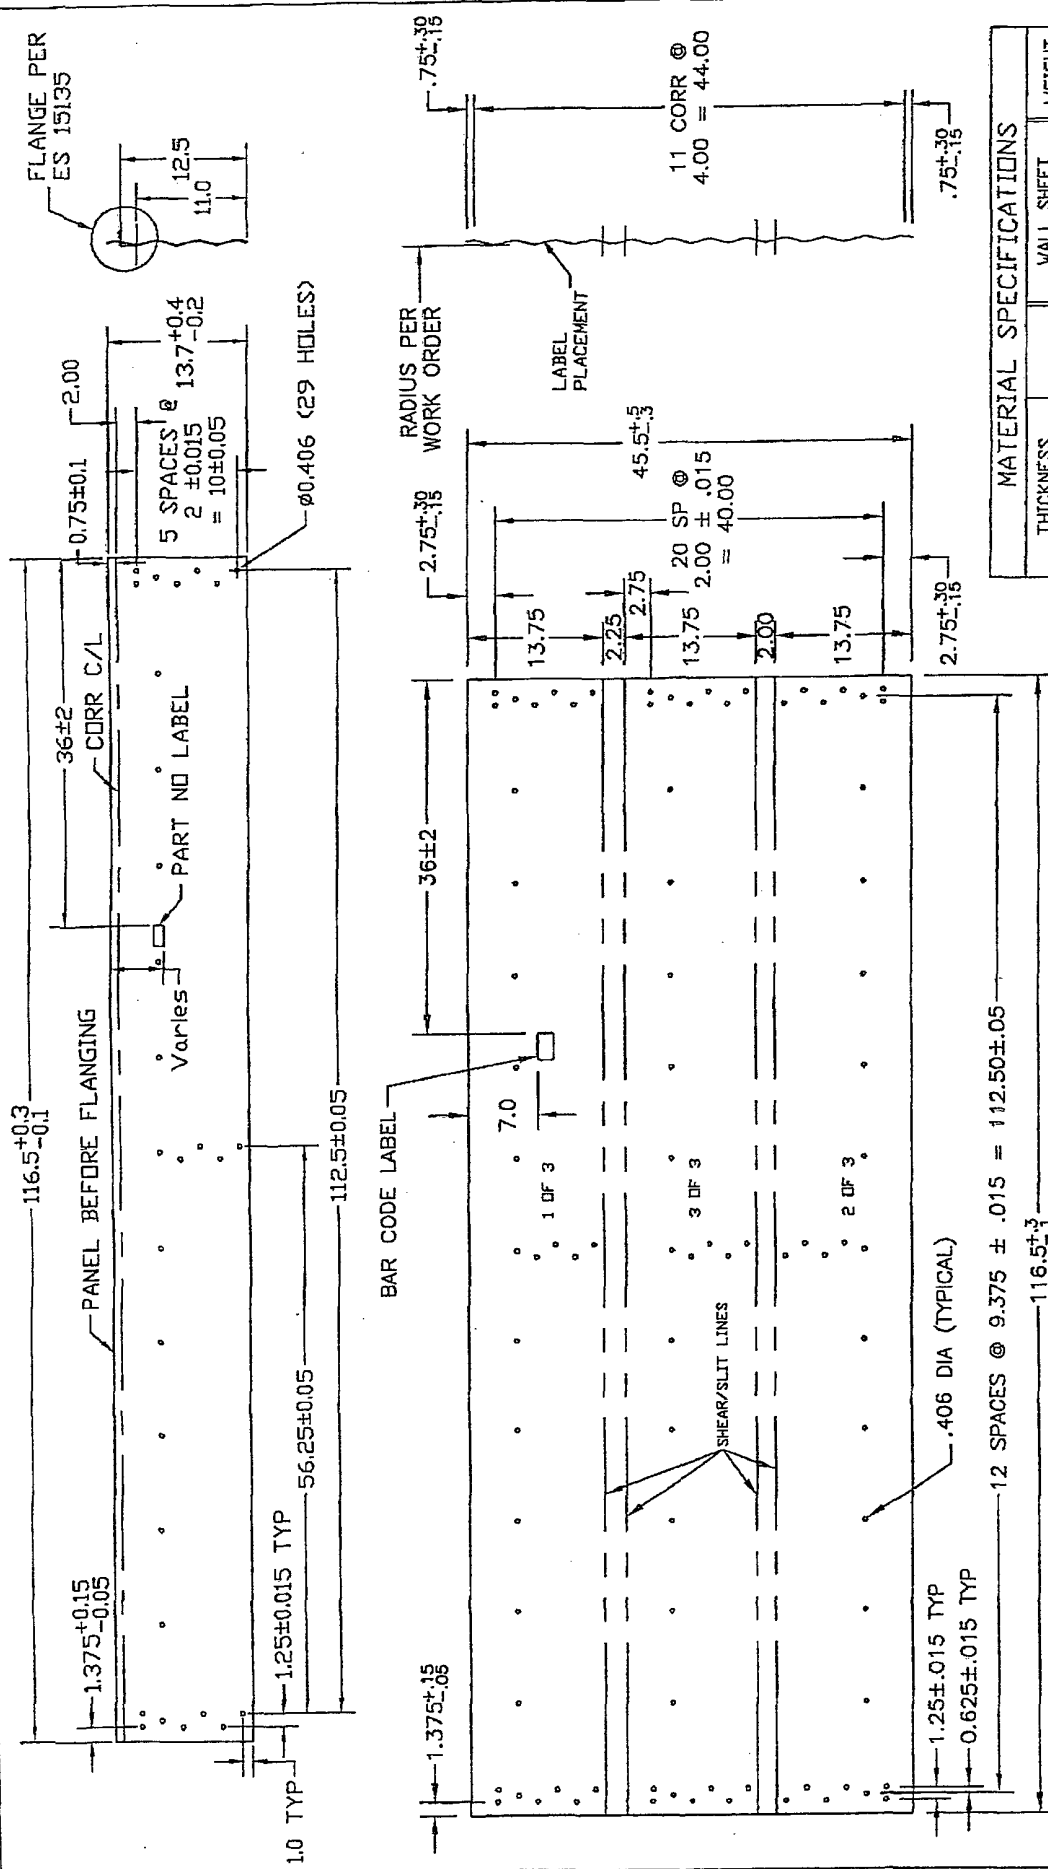 FLANGE PER
ES 15135
12.5
11.0
116.5+0.3
-0.1
PANEL BEFORE FLANGING
36±2
CORR C/L
PART NO LABEL
Varies
0.75±0.1
2.00
5 SPACES @
2 ±0.015
= 10±0.05
13.7+0.4
-0.2
ø0.406 (29 HOLES)
1.375+0.15
-0.05
1.0 TYP
1.25±0.015 TYP
56.25±0.05
112.5±0.05
.75+.30
-.15
11 CORR @
4.00 = 44.00
.75+.30
-.15
RADIUS PER
WORK ORDER
LABEL
PLACEMENT
BAR CODE LABEL
36±2
7.0
1 OF 3
3 OF 3
2 OF 3
SHEAR/SLIT LINES
2.75+.30
-.15
13.75
2.25
2.75
13.75
2.00
13.75
45.5+.5
-.3
20 SP @
2.00 ± .015
= 40.00
2.75+.30
-.15
1.375+.15
-.05
.406 DIA (TYPICAL)
1.25±.015 TYP
0.625±.015 TYP
12 SPACES @ 9.375 ± .015 = 112.50±.05
116.5+.3
-.1
MATERIAL SPECIFICATIONS
THICKNESS
WALL SHEET
WEIGHT